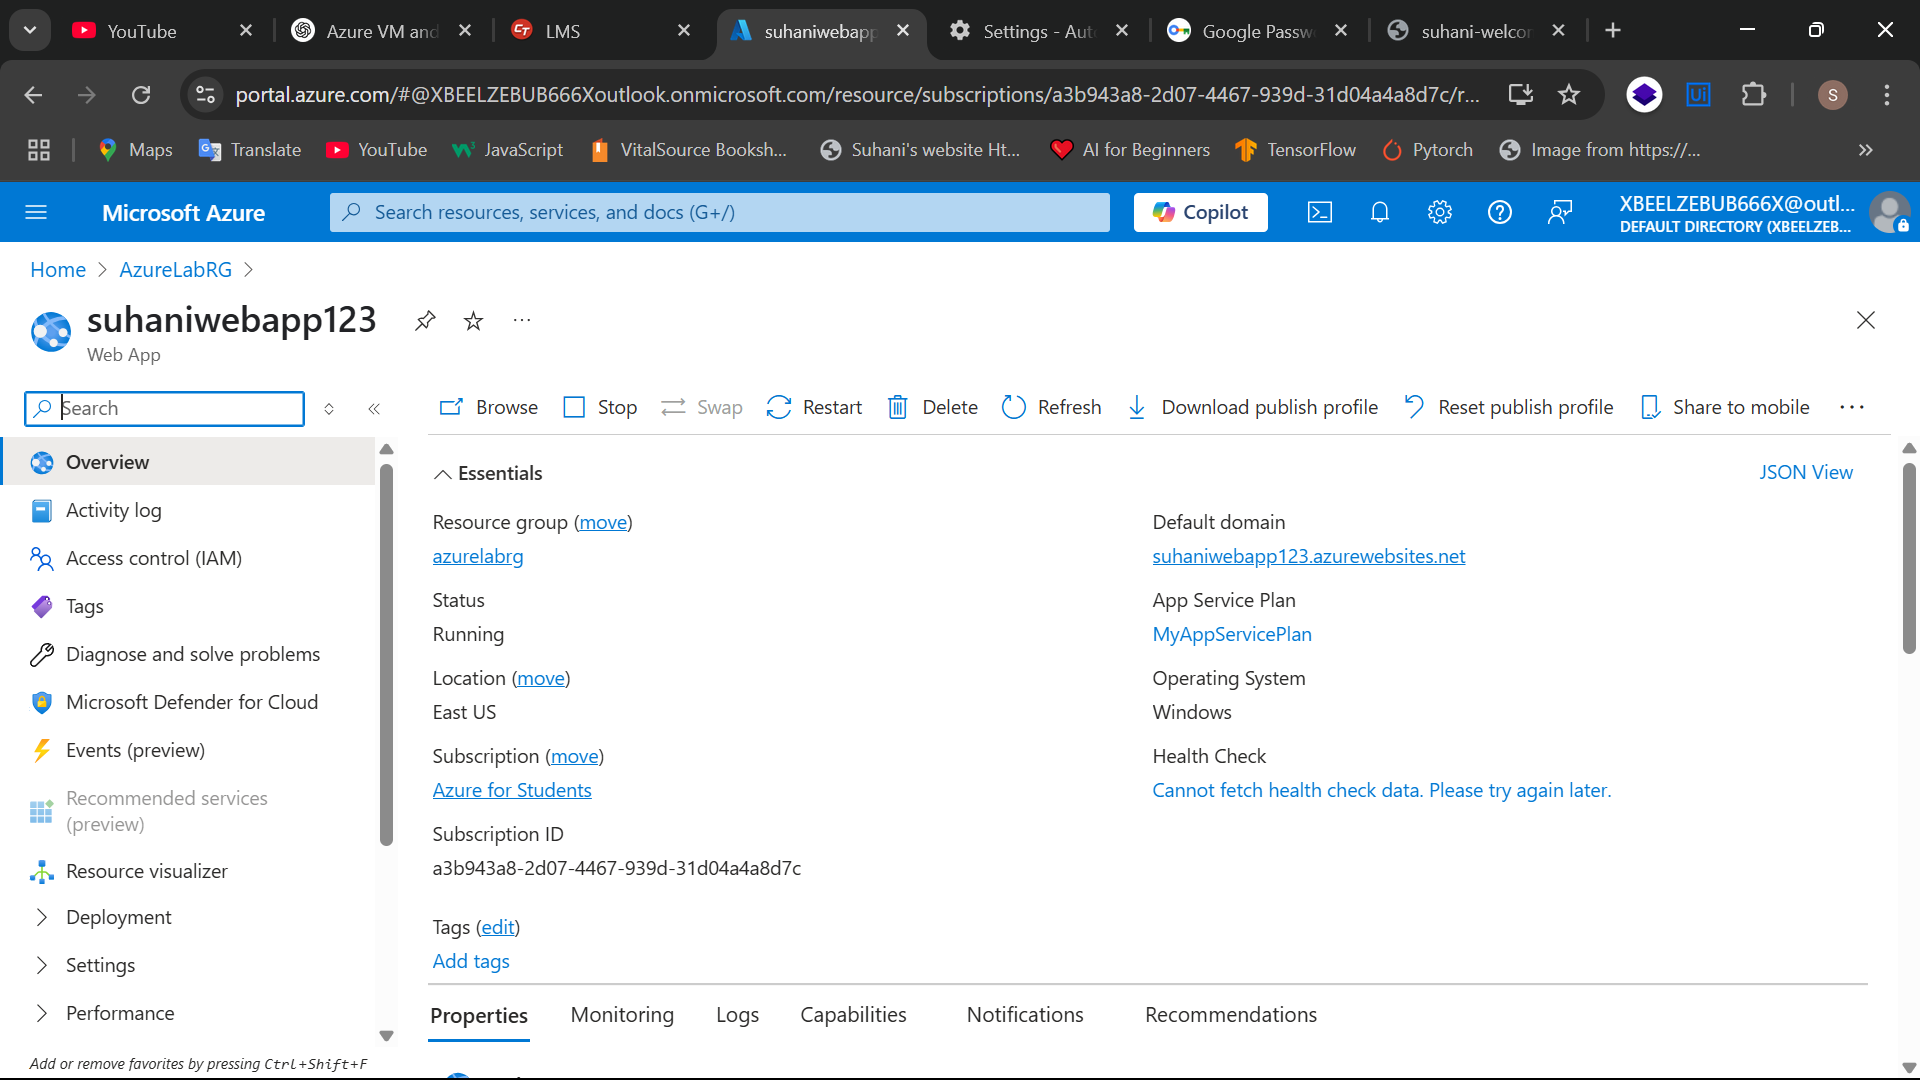 YouTube
Azure VM and
LMS
suhaniwebapp
Settings - Aut
Google Passw
suhani-welcor
portal.azure.com/#@XBEELZEBUB666Xoutlook.onmicrosoft.com/resource/subscriptions/a3b943a8-2d07-4467-939d-31d04a4a8d7c/r...
Ui
S
Maps
Translate
YouTube
JavaScript
VitalSource Booksh...
Suhani's website Ht...
AI for Beginners
TensorFlow
Pytorch
Image from https://...
Microsoft Azure
Search resources, services, and docs (G+/)
Copilot
XBEELZEBUB666X@outl...
DEFAULT DIRECTORY (XBEELZEB...
Home > AzureLabRG >
suhaniwebapp123
Web App
Search
Browse
Stop
Swap
Restart
Delete
Refresh
Download publish profile
Reset publish profile
Share to mobile
Overview
Activity log
Access control (IAM)
Tags
Diagnose and solve problems
Microsoft Defender for Cloud
Events (preview)
Recommended services
(preview)
Resource visualizer
Deployment
Settings
Performance
Add or remove favorites by pressing Ctrl+Shift+F
Essentials
JSON View
Resource group (move)
azurelabrg
Status
Running
Location (move)
East US
Subscription (move)
Azure for Students
Subscription ID
a3b943a8-2d07-4467-939d-31d04a4a8d7c
Default domain
suhaniwebapp123.azurewebsites.net
App Service Plan
MyAppServicePlan
Operating System
Windows
Health Check
Cannot fetch health check data. Please try again later.
Tags (edit)
Add tags
Properties
Monitoring
Logs
Capabilities
Notifications
Recommendations